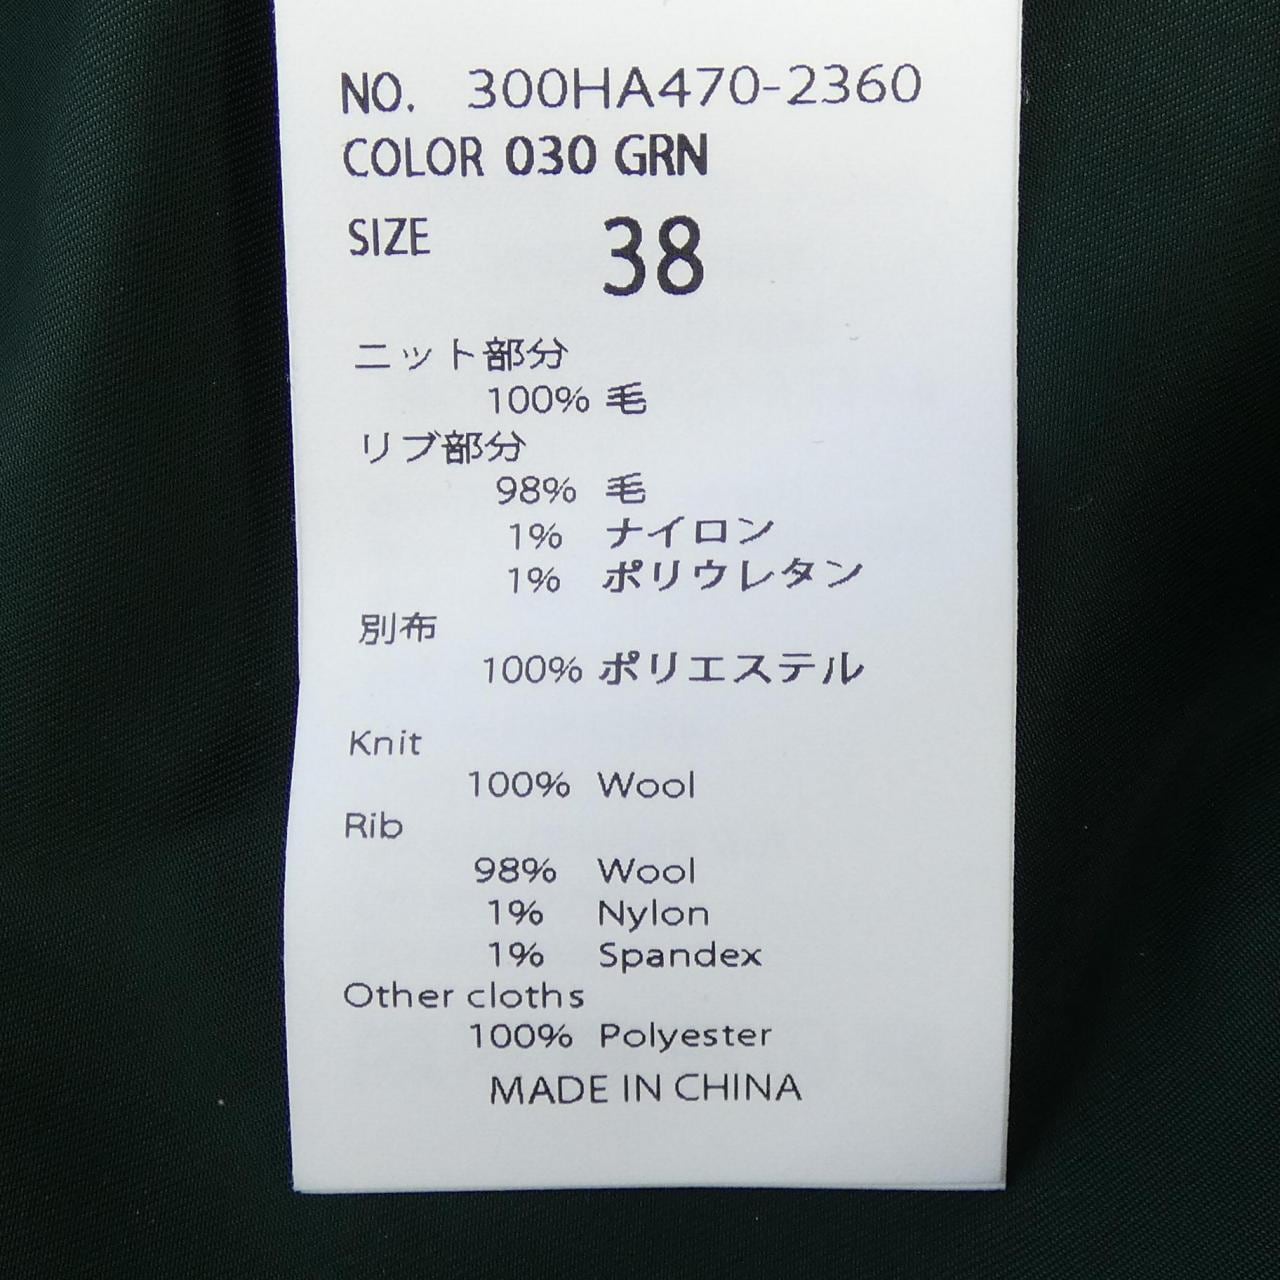 NO. 300HA470-2360
COLOR 030 GRN
SIZE 38
ニット部分
100% 毛
リブ部分
98% 毛
1% ナイロン
1% ポリウレタン
別布
100% ポリエステル
Knit
100% Wool
Rib
98% Wool
1% Nylon
1% Spandex
Other cloths
100% Polyester
MADE IN CHINA